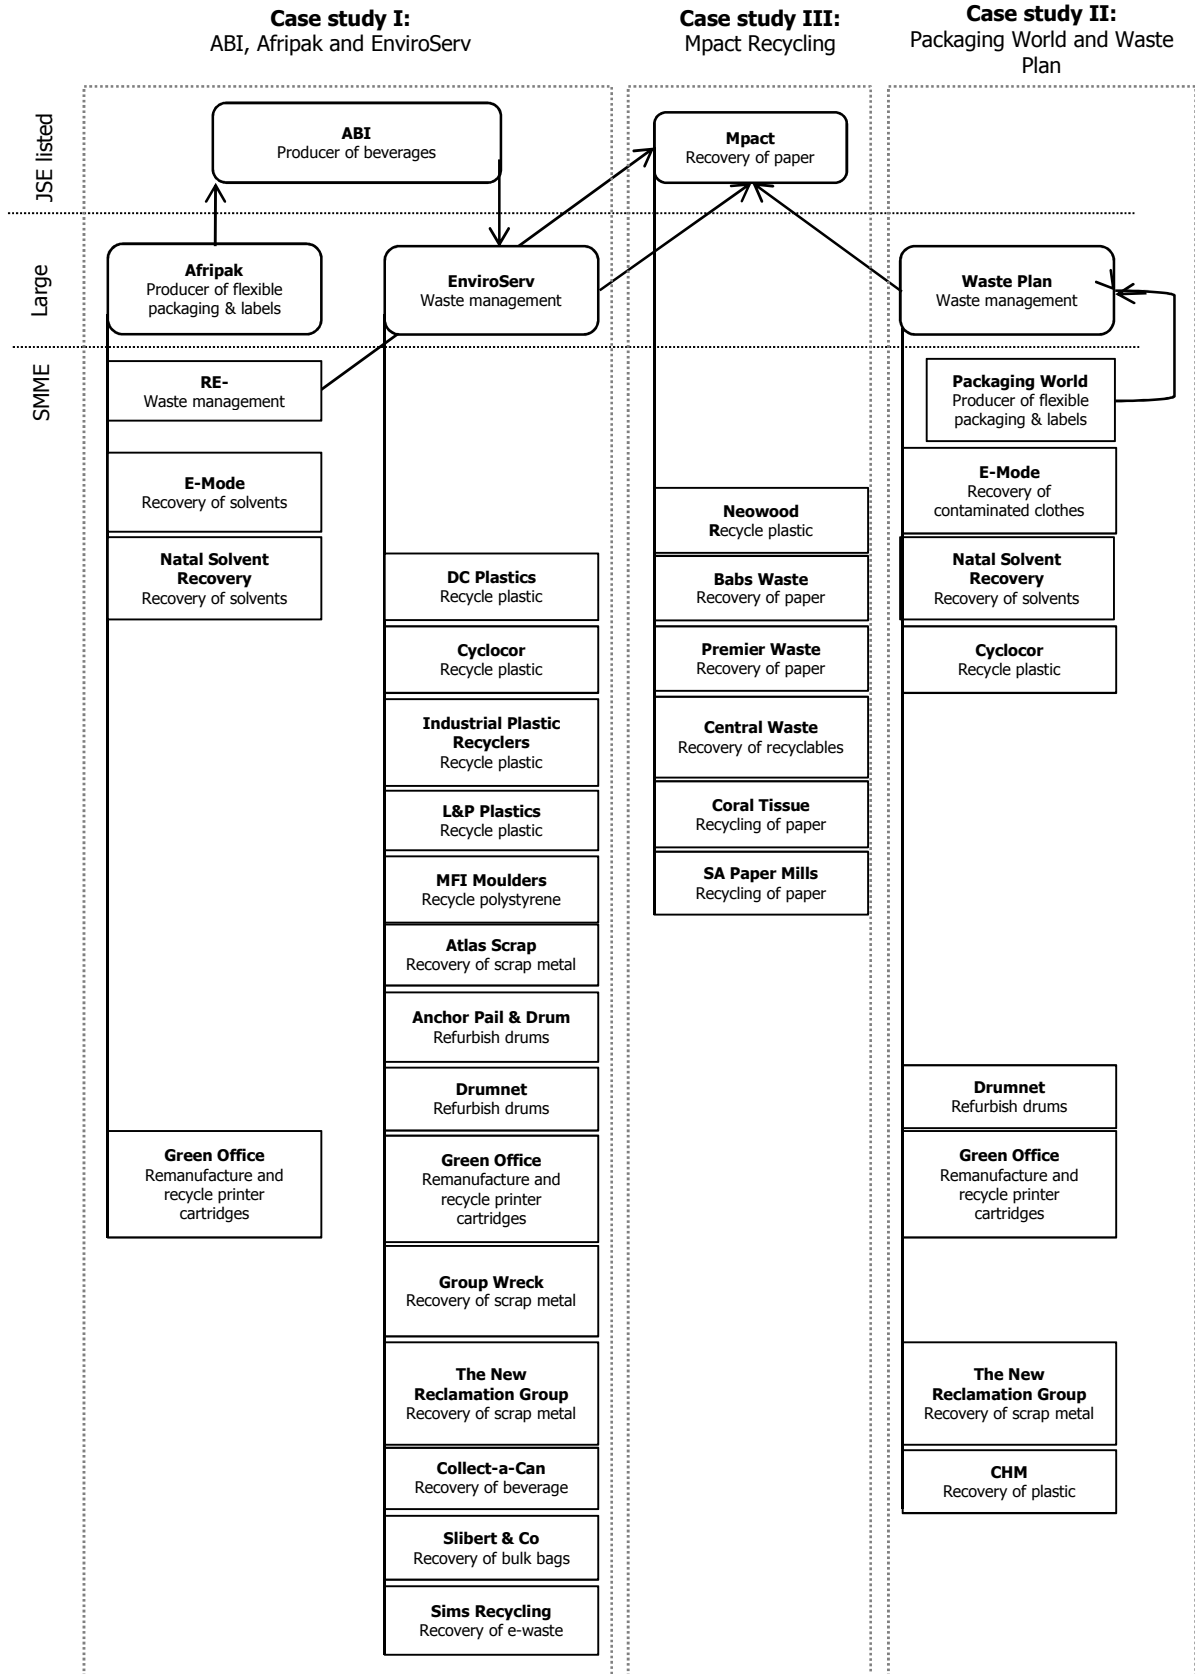 Case study I:
ABI, Afripak and EnviroServ
Case study III:
Mpact Recycling
Case study II:
Packaging World and Waste
Plan
JSE listed
ABI
Producer of beverages
Mpact
Recovery of paper
Large
Afripak
Producer of flexible
packaging & labels
EnviroServ
Waste management
Waste Plan
Waste management
SMME
RE-
Waste management
E-Mode
Recovery of solvents
Natal Solvent
Recovery
Recovery of solvents
Green Office
Remanufacture and
recycle printer
cartridges
DC Plastics
Recycle plastic
Cyclocor
Recycle plastic
Industrial Plastic
Recyclers
Recycle plastic
L&P Plastics
Recycle plastic
MFI Moulders
Recycle polystyrene
Atlas Scrap
Recovery of scrap metal
Anchor Pail & Drum
Refurbish drums
Drumnet
Refurbish drums
Green Office
Remanufacture and
recycle printer
cartridges
Group Wreck
Recovery of scrap metal
The New
Reclamation Group
Recovery of scrap metal
Collect-a-Can
Recovery of beverage
Slibert & Co
Recovery of bulk bags
Sims Recycling
Recovery of e-waste
Neowood
Recycle plastic
Babs Waste
Recovery of paper
Premier Waste
Recovery of paper
Central Waste
Recovery of recyclables
Coral Tissue
Recycling of paper
SA Paper Mills
Recycling of paper
Packaging World
Producer of flexible
packaging & labels
E-Mode
Recovery of
contaminated clothes
Natal Solvent
Recovery
Recovery of solvents
Cyclocor
Recycle plastic
Drumnet
Refurbish drums
Green Office
Remanufacture and
recycle printer
cartridges
The New
Reclamation Group
Recovery of scrap metal
CHM
Recovery of plastic